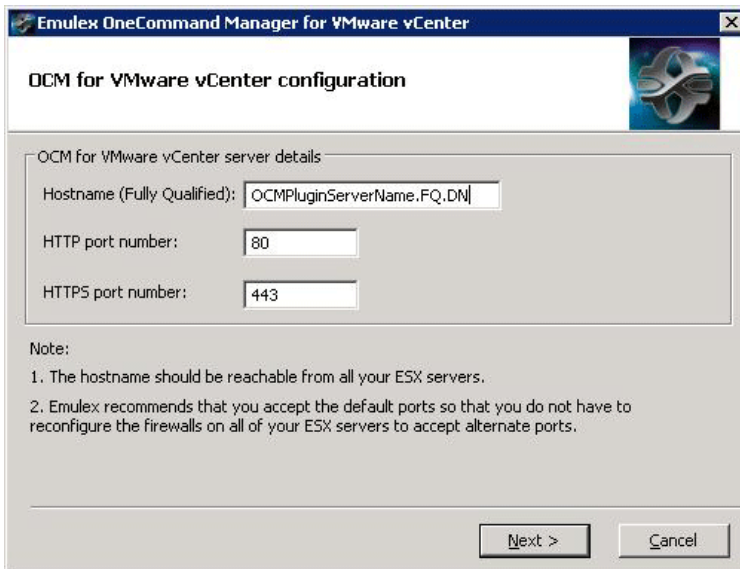 Emulex OneCommand Manager for VMware vCenter
OCM for VMware vCenter configuration
OCM for VMware vCenter server details
Hostname (Fully Qualified): OCMPluginServerName.FQ.DN
HTTP port number: 80
HTTPS port number: 443
Note:
1. The hostname should be reachable from all your ESX servers.
2. Emulex recommends that you accept the default ports so that you do not have to
reconfigure the firewalls on all of your ESX servers to accept alternate ports.
Next > Cancel